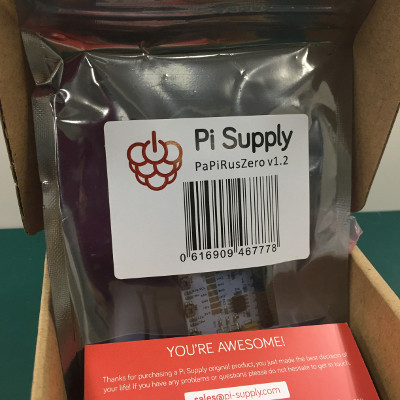 Pi Supply
PaPiRusZero v1.2
0 616909 467778
YOU'RE AWESOME!
Thanks for purchasing a Pi Supply original product, you just made the best decision of
your life! If you have any problems or questions please do not hesitate to get in touch.
sales@pi-supply.com